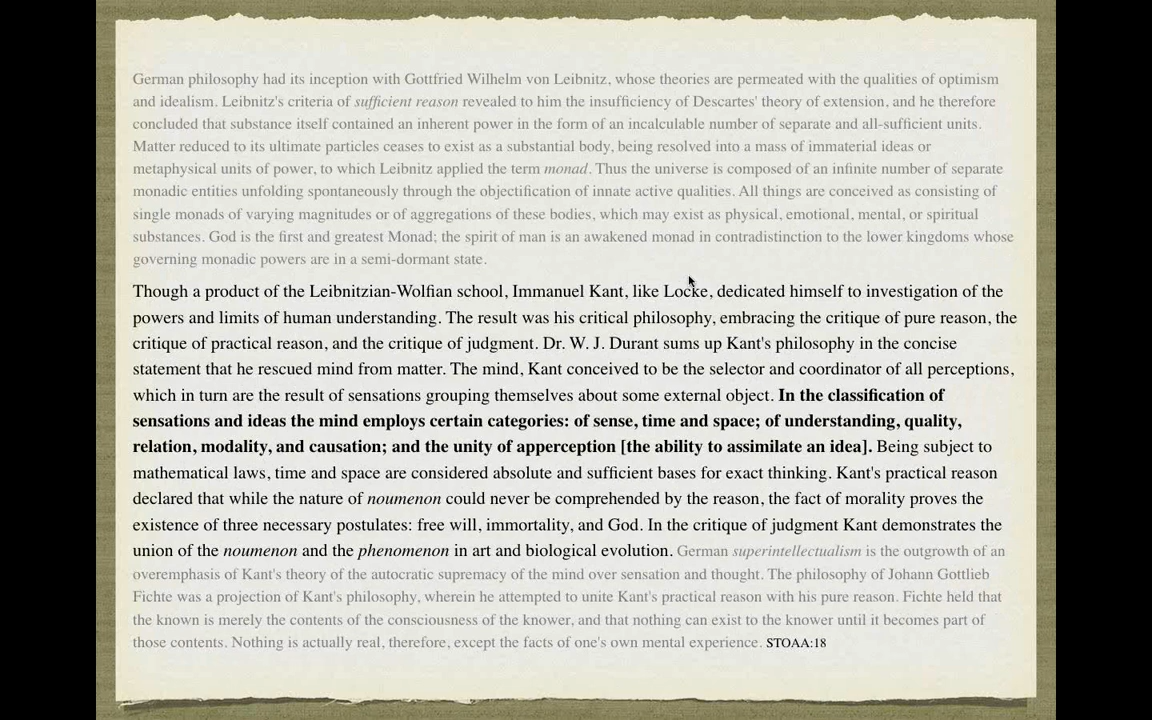 German philosophy had its inception with Gottfried Wilhelm von Leibnitz, whose theories are permeated with the qualities of optimism
and idealism. Leibnitz's criteria of sufficient reason revealed to him the insufficiency of Descartes' theory of extension, and he therefore
concluded that substance itself contained an inherent power in the form of an incalculable number of separate and all-sufficient units.
Matter reduced to its ultimate particles ceases to exist as a substantial body, being resolved into a mass of immaterial ideas or
metaphysical units of power, to which Leibnitz applied the term monad. Thus the universe is composed of an infinite number of separate
monadic entities unfolding spontaneously through the objectification of innate active qualities. All things are conceived as consisting of
single monads of varying magnitudes or of aggregations of these bodies, which may exist as physical, emotional, mental, or spiritual
substances. God is the first and greatest Monad; the spirit of man is an awakened monad in contradistinction to the lower kingdoms whose
governing monadic powers are in a semi-dormant state.
Though a product of the Leibnitzian-Wolfian school, Immanuel Kant, like Locke, dedicated himself to investigation of the
powers and limits of human understanding. The result was his critical philosophy, embracing the critique of pure reason, the
critique of practical reason, and the critique of judgment. Dr. W. J. Durant sums up Kant's philosophy in the concise
statement that he rescued mind from matter. The mind, Kant conceived to be the selector and coordinator of all perceptions,
which in turn are the result of sensations grouping themselves about some external object. In the classification of
sensations and ideas the mind employs certain categories: of sense, time and space; of understanding, quality,
relation, modality, and causation; and the unity of apperception [the ability to assimilate an idea]. Being subject to
mathematical laws, time and space are considered absolute and sufficient bases for exact thinking. Kant's practical reason
declared that while the nature of noumenon could never be comprehended by the reason, the fact of morality proves the
existence of three necessary postulates: free will, immortality, and God. In the critique of judgment Kant demonstrates the
union of the noumenon and the phenomenon in art and biological evolution. German superintellectualism is the outgrowth of an
overemphasis of Kant's theory of the autocratic supremacy of the mind over sensation and thought. The philosophy of Johann Gottlieb
Fichte was a projection of Kant's philosophy, wherein he attempted to unite Kant's practical reason with his pure reason. Fichte held that
the known is merely the contents of the consciousness of the knower, and that nothing can exist to the knower until it becomes part of
those contents. Nothing is actually real, therefore, except the facts of one's own mental experience. STOAA:18